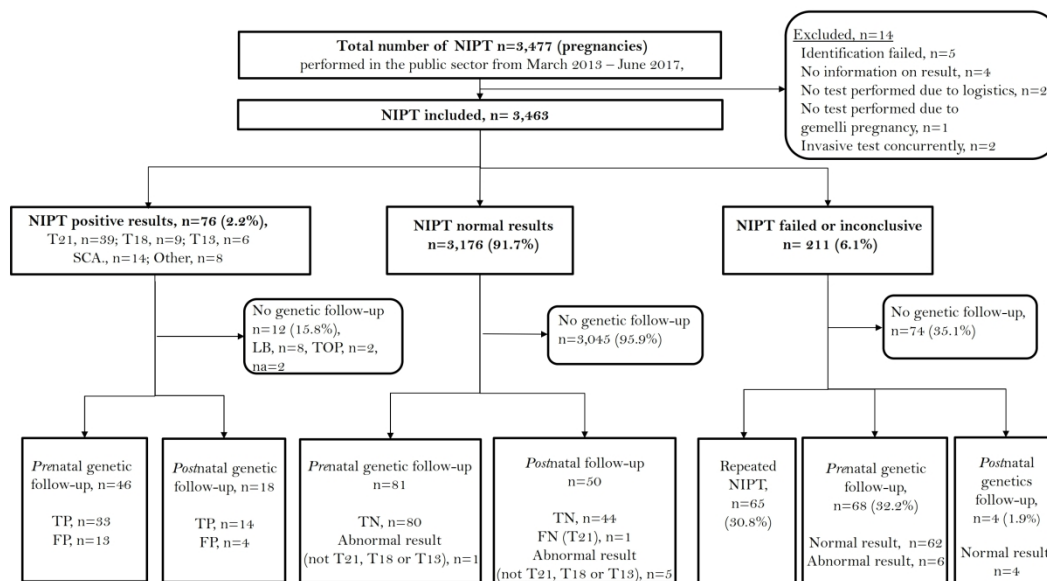 Total number of NIPT n=3,477 (pregnancies)
performed in the public sector from March 2013 – June 2017,
Excluded, n=14
Identification failed, n=5
No information on result, n=4
No test performed due to logistics, n=2
No test performed due to
gemelli pregnancy, n=1
Invasive test concurrently, n=2
NIPT included, n= 3,463
NIPT positive results, n=76 (2.2%),
T21, n=39; T18, n=9; T13, n=6
SCA., n=14; Other, n=8
NIPT normal results
n=3,176 (91.7%)
NIPT failed or inconclusive
n= 211 (6.1%)
No genetic follow-up
n=12 (15.8%),
LB, n=8, TOP, n=2,
na=2
No genetic follow-up
n=3,045 (95.9%)
No genetic follow-up,
n=74 (35.1%)
Prenatal genetic
follow-up, n=46
TP, n=33
FP, n=13
Postnatal genetic
follow-up, n=18
TP, n=14
FP, n=4
Prenatal genetic follow-up
n=81
TN, n=80
Abnormal result
(not T21, T18 or T13), n=1
Postnatal follow-up
n=50
TN, n=44
FN (T21), n=1
Abnormal result
(not T21, T18 or T13), n=5
Repeated
NIPT,
n=65
(30.8%)
Prenatal genetic
follow-up,
n=68 (32.2%)
Normal result, n=62
Abnormal result, n=6
Postnatal
genetics
follow-up,
n=4 (1.9%)
Normal result
n=4